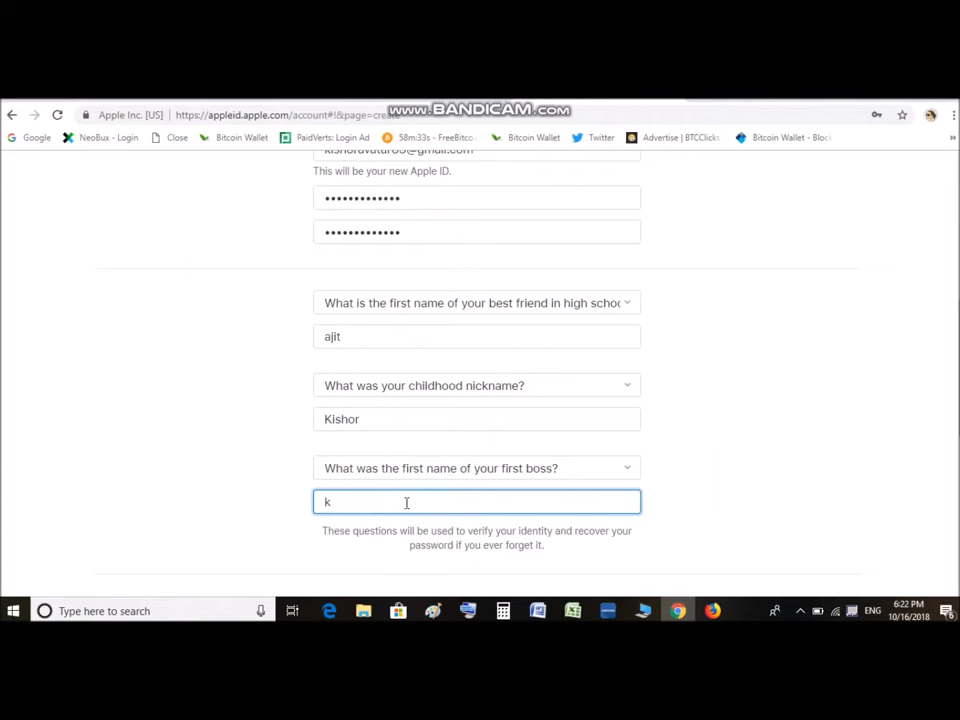 www.BANDICAM.com
Apple Inc. [US] https://appleid.apple.com/account#!&page=create
Google NeoBux - Login Close Bitcoin Wallet PaidVerts: Login Ad 58m:33s - FreeBitco Bitcoin Wallet Twitter Advertise | BTCClicks Bitcoin Wallet - Block
This will be your new Apple ID.
•••••••••••••
•••••••••••••
What is the first name of your best friend in high schoo
ajit
What was your childhood nickname?
Kishor
What was the first name of your first boss?
k
These questions will be used to verify your identity and recover your
password if you ever forget it.
Type here to search
ENG
6:22 PM
10/16/2018
6